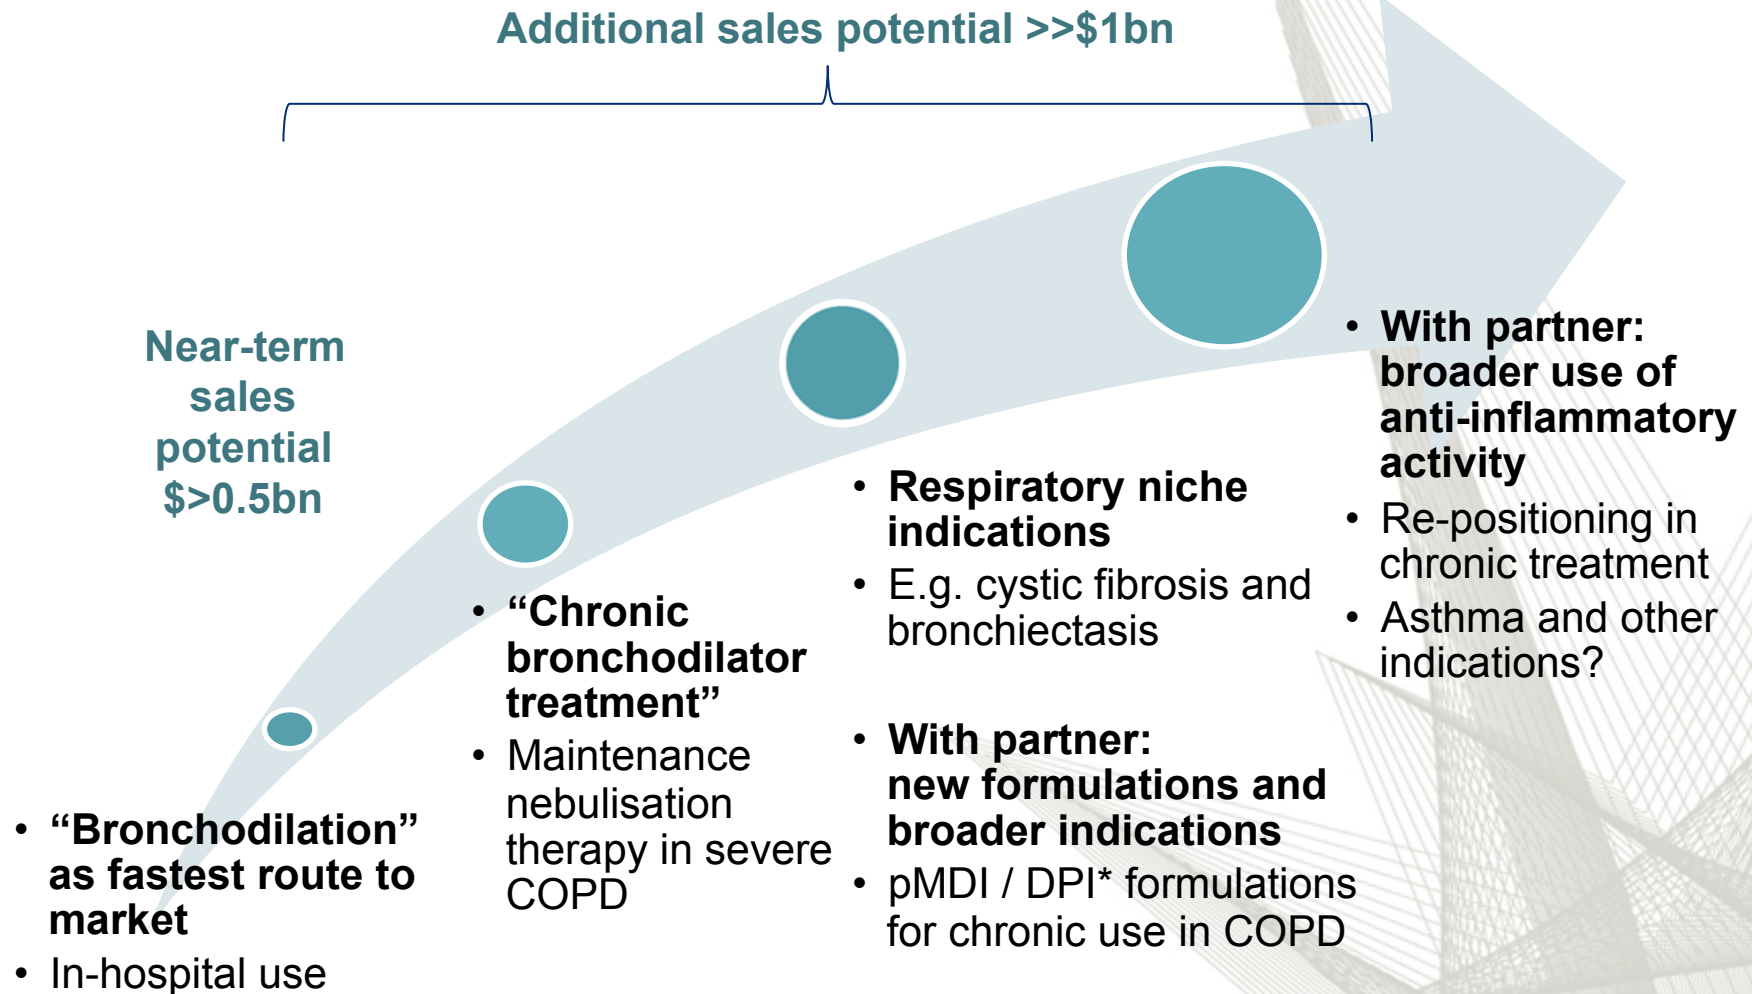 Additional sales potential >>$1bn
Near-term
sales
potential
$>0.5bn
• “Bronchodilation”
as fastest route to
market
• In-hospital use
• “Chronic
bronchodilator
treatment”
• Maintenance
nebulisation
therapy in severe
COPD
• Respiratory niche
indications
• E.g. cystic fibrosis and
bronchiectasis
• With partner:
new formulations and
broader indications
• pMDI / DPI* formulations
for chronic use in COPD
• With partner:
broader use of
anti-inflammatory
activity
• Re-positioning in
chronic treatment
• Asthma and other
indications?